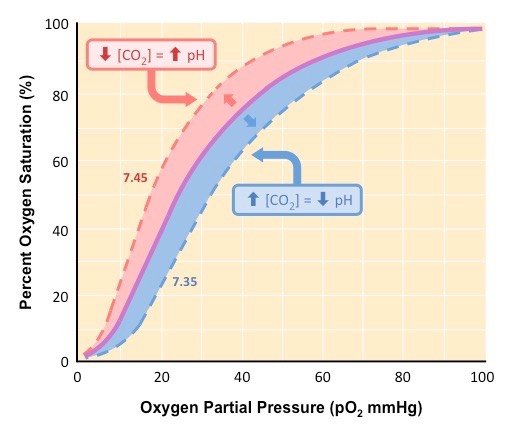 100
80
60
40
20
0
Percent Oxygen Saturation (%)
↓ [CO₂] = ↑ pH
7.45
↑ [CO₂] = ↓ pH
7.35
0 20 40 60 80 100
Oxygen Partial Pressure (pO₂ mmHg)